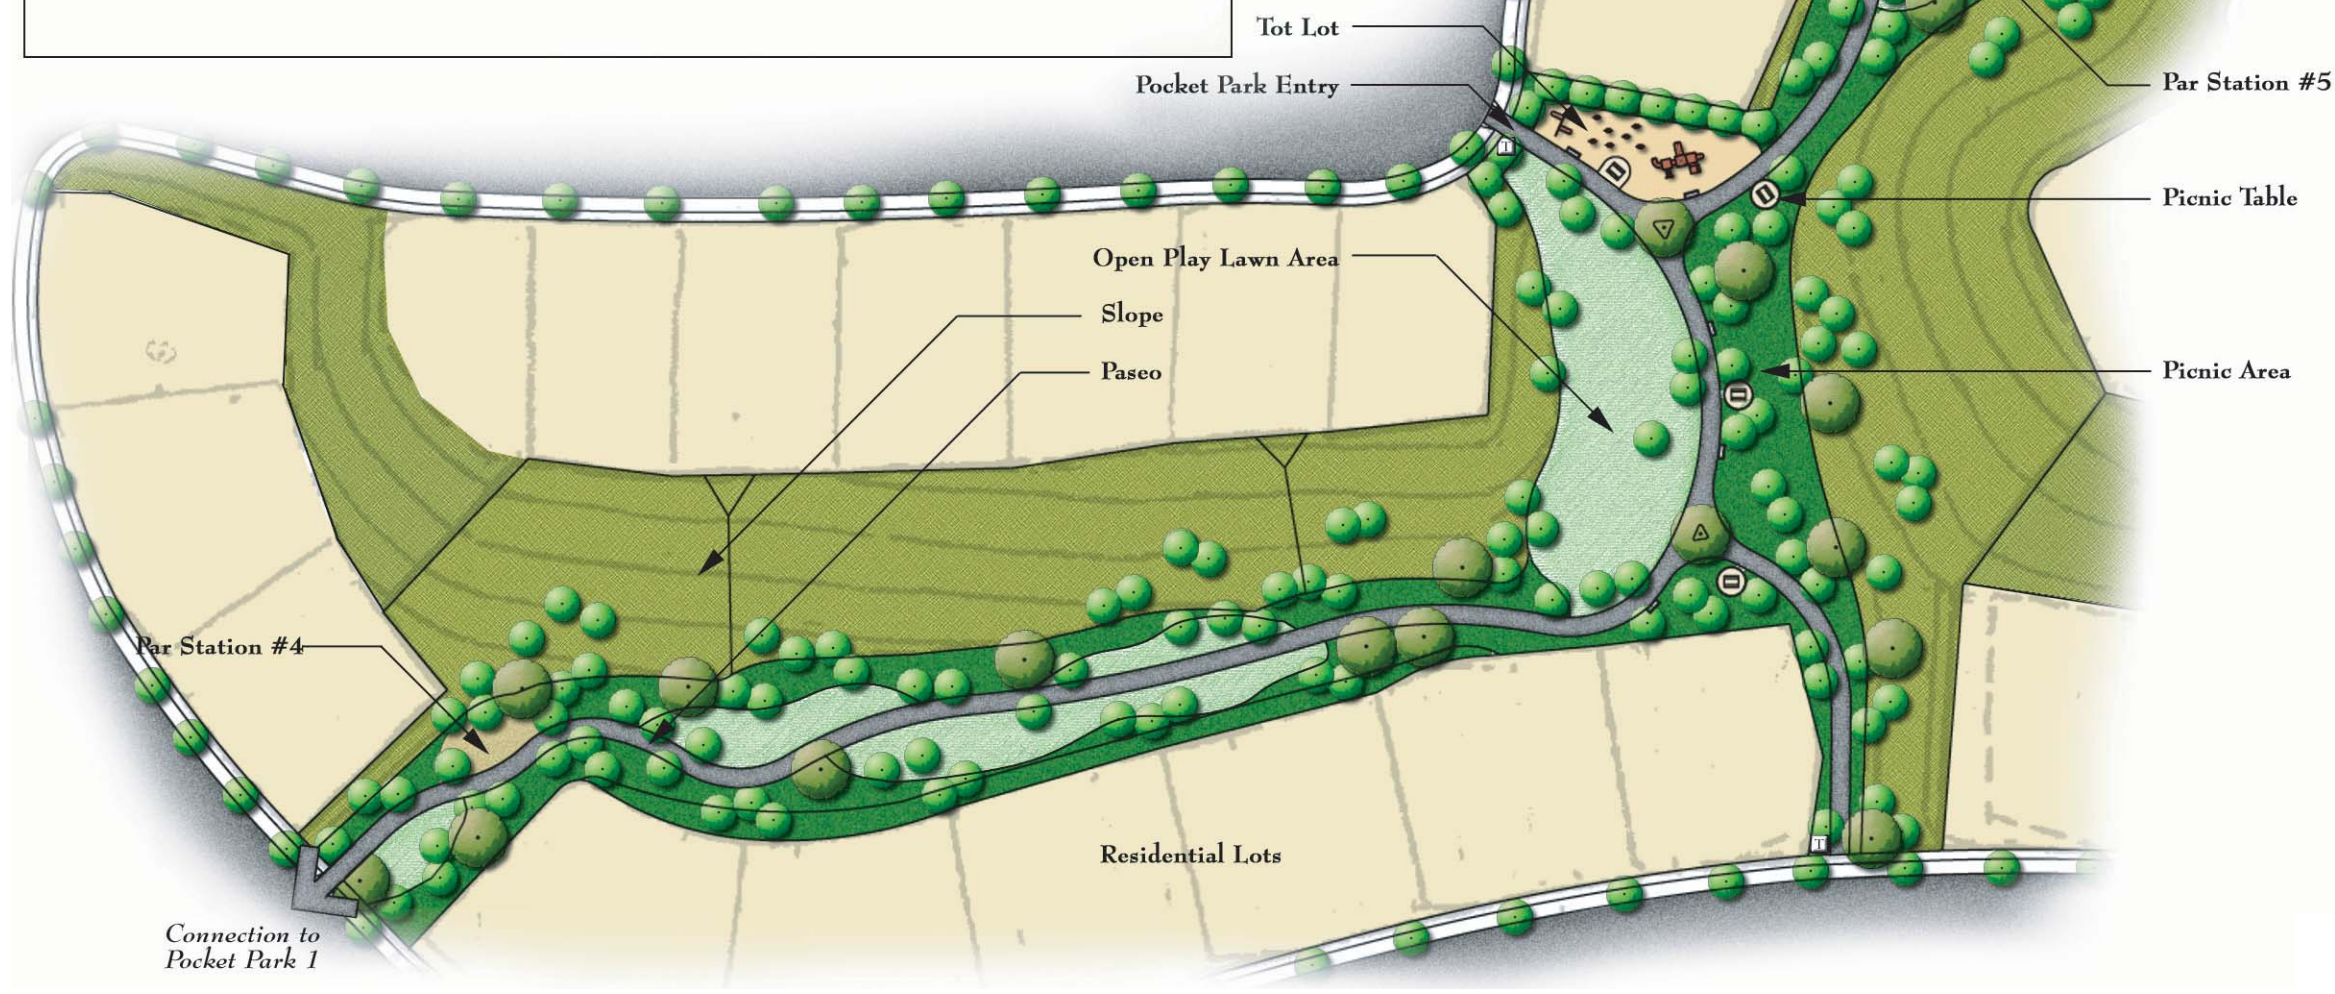 Tot Lot
Pocket Park Entry
Par Station #5
T
Picnic Table
Open Play Lawn Area
Slope
Paseo
Picnic Area
Par Station #4
T
Residential Lots
Connection to
Pocket Park 1